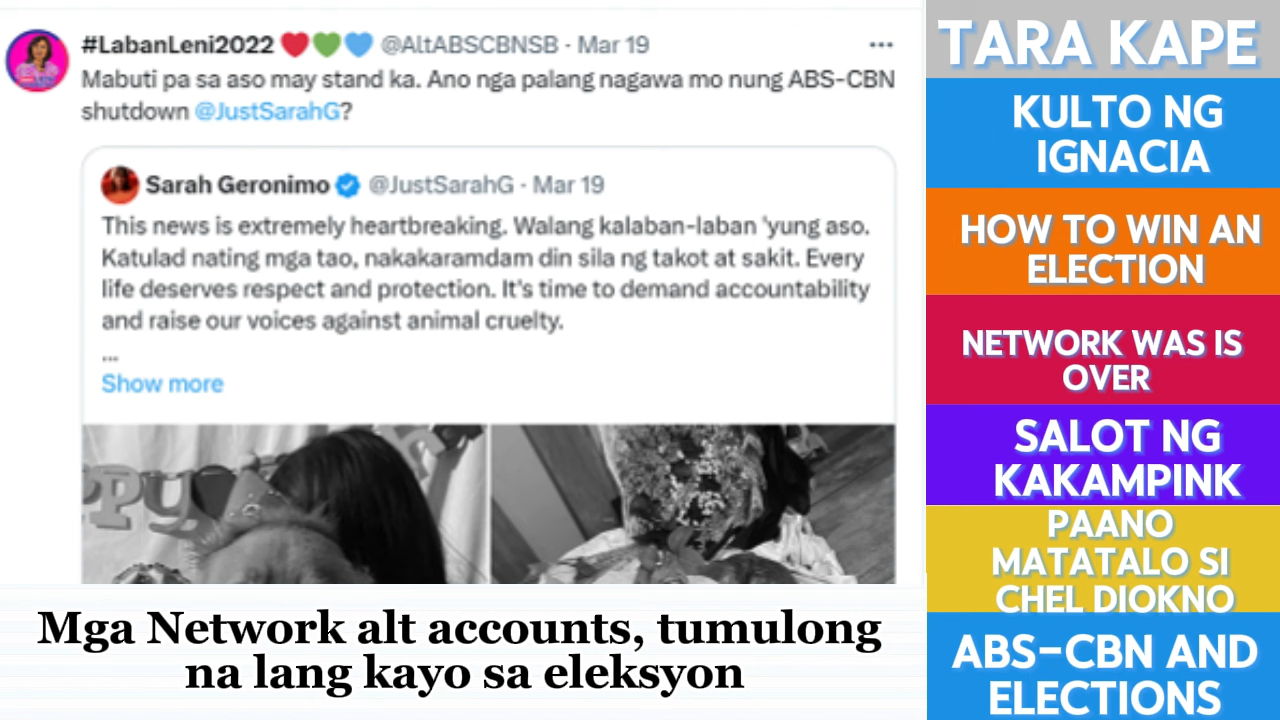 #LabanLeni2022 ❤️💚💙 @AltABSCBNSB · Mar 19
Mabuti pa sa aso may stand ka. Ano nga palang nagawa mo nung ABS-CBN
shutdown @JustSarahG?
Sarah Geronimo @JustSarahG · Mar 19
This news is extremely heartbreaking. Walang kalaban-laban 'yung aso.
Katulad nating mga tao, nakakaramdam din sila ng takot at sakit. Every
life deserves respect and protection. It's time to demand accountability
and raise our voices against animal cruelty.
...
Show more
PY
Mga Network alt accounts, tumulong
na lang kayo sa eleksyon
TARA KAPE
KULTO NG
IGNACIA
HOW TO WIN AN
ELECTION
NETWORK WAS IS
OVER
SALOT NG
KAKAMPINK
PAANO
MATATALO SI
CHEL DIOKNO
ABS-CBN AND
ELECTIONS